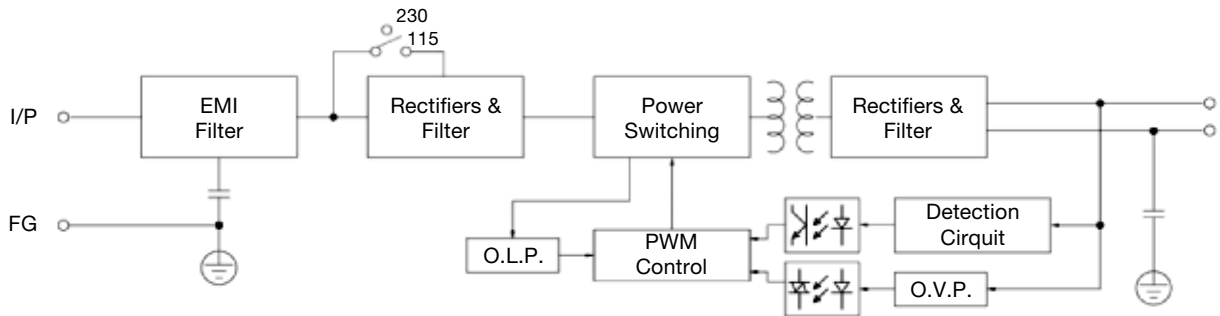 230
115
I/P
EMI
Filter
Rectifiers &
Filter
Power
Switching
Rectifiers &
Filter
FG
O.L.P.
PWM
Control
Detection
Cirquit
O.V.P.